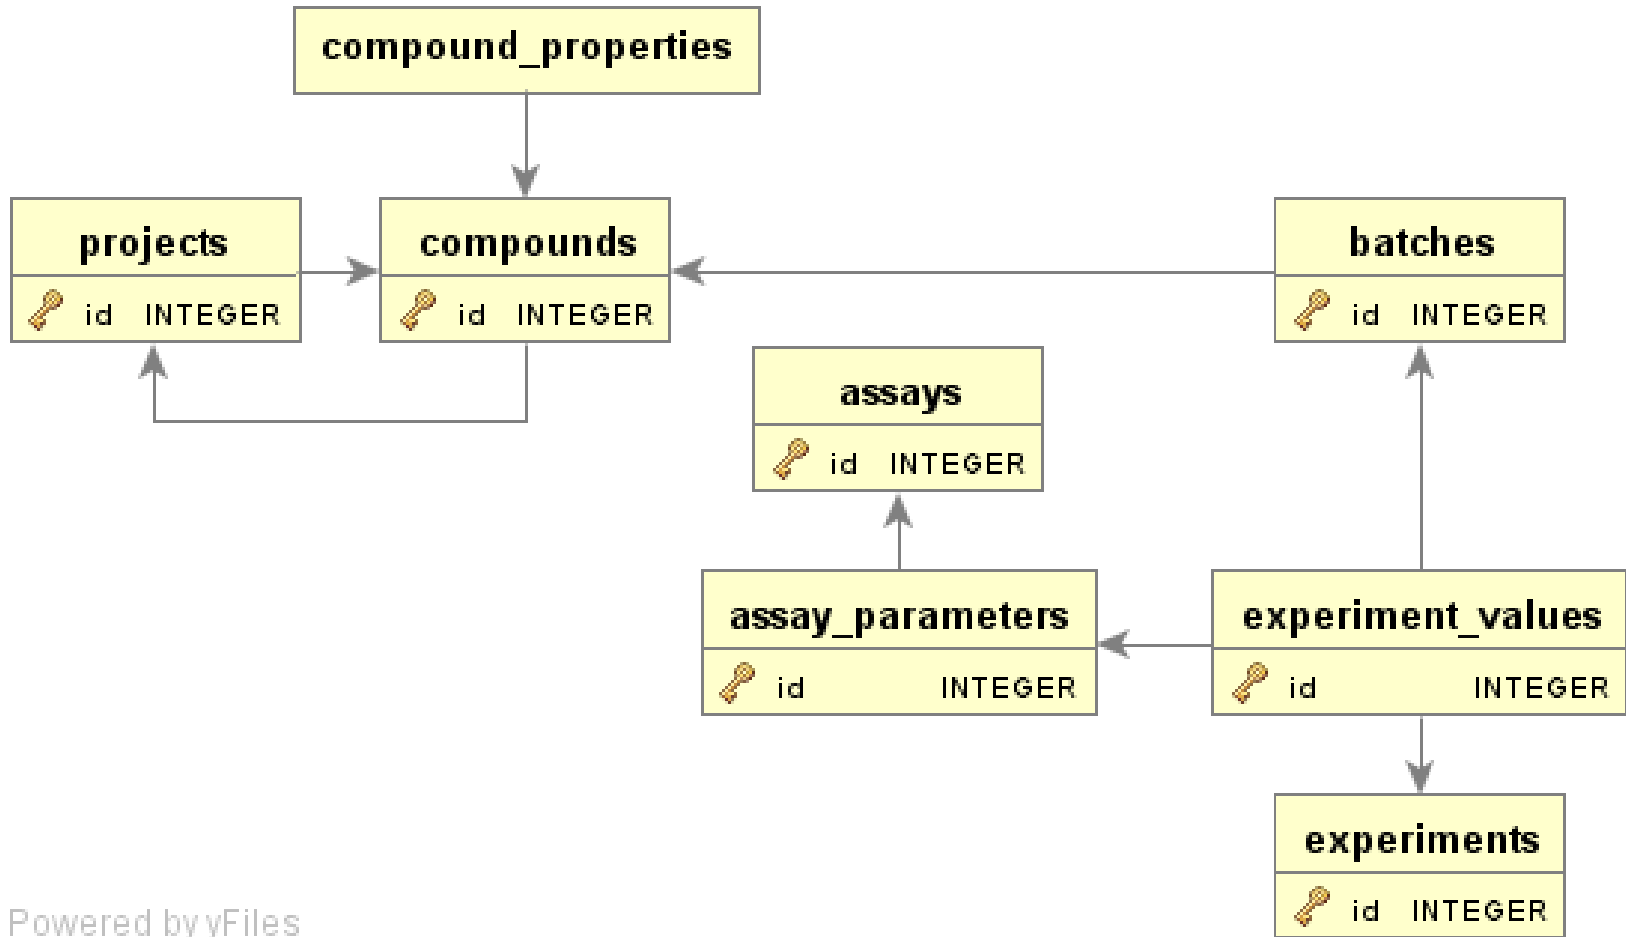 compound_properties
projects
id INTEGER
compounds
id INTEGER
batches
id INTEGER
assays
id INTEGER
assay_parameters
id INTEGER
experiment_values
id INTEGER
experiments
id INTEGER
Powered by yFiles